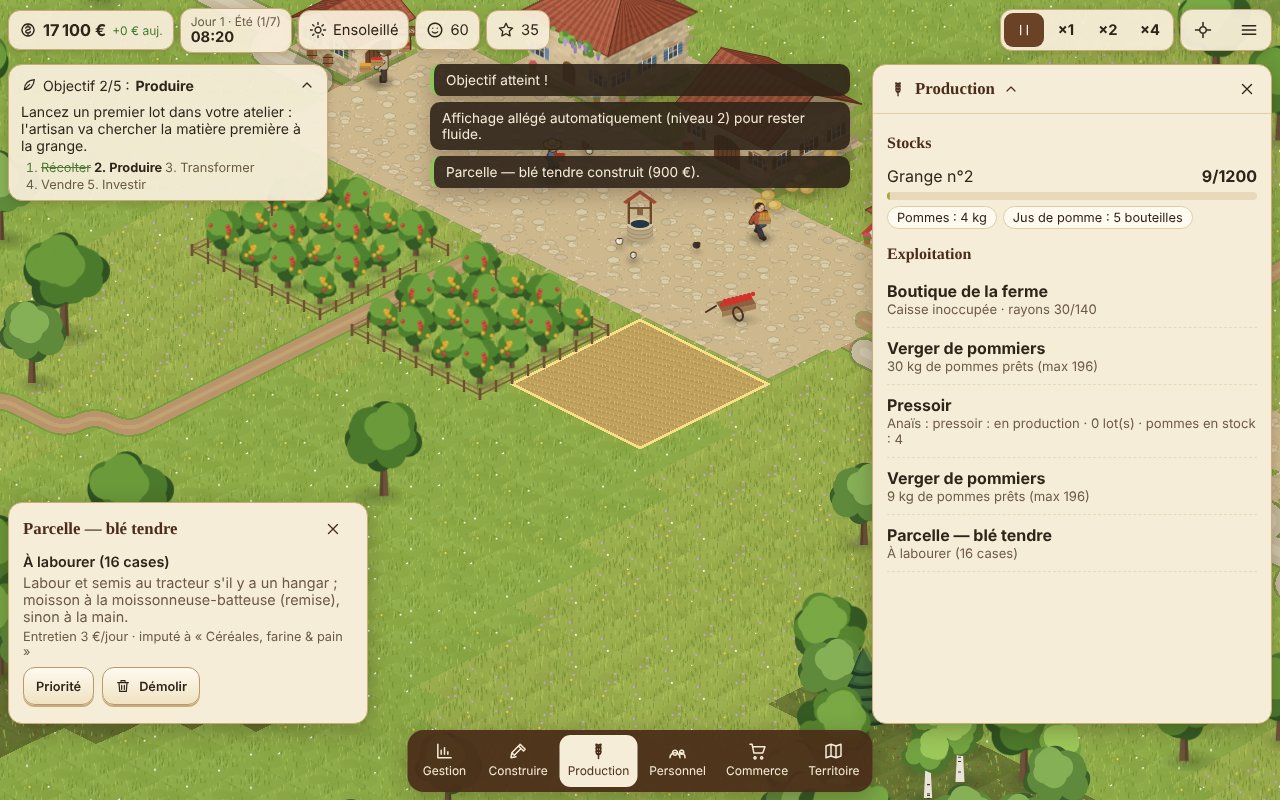 17 100 € +0 € auj.
Jour 1 · Été (1/7)
08:20
Ensoleillé
60
35
×1
×2
×4
Objectif 2/5 : Produire
Lancez un premier lot dans votre atelier :
l'artisan va chercher la matière première à
la grange.
1. Récolter 2. Produire 3. Transformer
4. Vendre 5. Investir
Objectif atteint !
Affichage allégé automatiquement (niveau 2) pour rester
fluide.
Parcelle — blé tendre construit (900 €).
Production
Stocks
Grange n°2 9/1200
Pommes : 4 kg
Jus de pomme : 5 bouteilles
Exploitation
Boutique de la ferme
Caisse inoccupée · rayons 30/140
Verger de pommiers
30 kg de pommes prêts (max 196)
Pressoir
Anaïs : pressoir : en production · 0 lot(s) · pommes en stock
: 4
Verger de pommiers
9 kg de pommes prêts (max 196)
Parcelle — blé tendre
À labourer (16 cases)
Parcelle — blé tendre
À labourer (16 cases)
Labour et semis au tracteur s'il y a un hangar ;
moisson à la moissonneuse-batteuse (remise),
sinon à la main.
Entretien 3 €/jour · imputé à « Céréales, farine & pain
»
Priorité
Démolir
Gestion
Construire
Production
Personnel
Commerce
Territoire